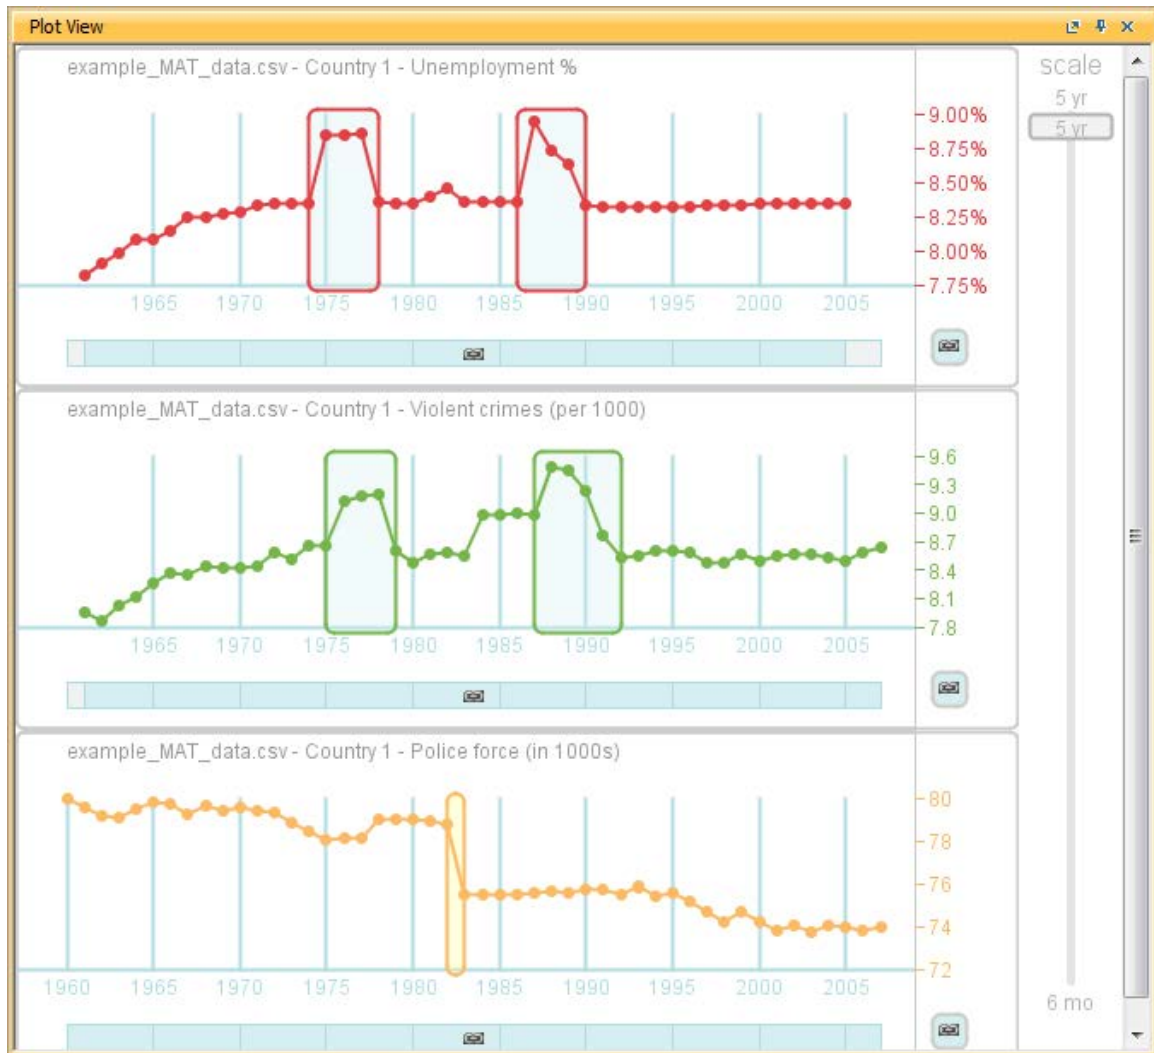 Plot View
example_MAT_data.csv - Country 1 - Unemployment %
scale
5 yr
5 yr
9.00%
8.75%
8.50%
8.25%
8.00%
7.75%
1965 1970 1975 1980 1985 1990 1995 2000 2005
example_MAT_data.csv - Country 1 - Violent crimes (per 1000)
9.6
9.3
9.0
8.7
8.4
8.1
7.8
1965 1970 1975 1980 1985 1990 1995 2000 2005
example_MAT_data.csv - Country 1 - Police force (in 1000s)
80
78
76
74
72
1960 1965 1970 1975 1980 1985 1990 1995 2000 2005
6 mo